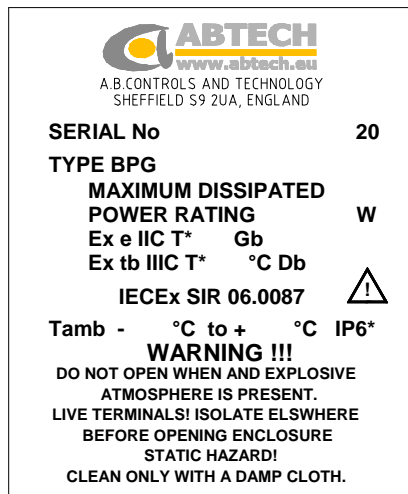 ABTECH
www.abtech.eu
A.B.CONTROLS AND TECHNOLOGY
SHEFFIELD S9 2UA, ENGLAND
SERIAL No 20
TYPE BPG
MAXIMUM DISSIPATED
POWER RATING W
Ex e IIC T* Gb
Ex tb IIIC T* °C Db
IECEx SIR 06.0087
!
Tamb - °C to + °C IP6*
WARNING !!!
DO NOT OPEN WHEN AND EXPLOSIVE
ATMOSPHERE IS PRESENT.
LIVE TERMINALS! ISOLATE ELSWHERE
BEFORE OPENING ENCLOSURE
STATIC HAZARD!
CLEAN ONLY WITH A DAMP CLOTH.